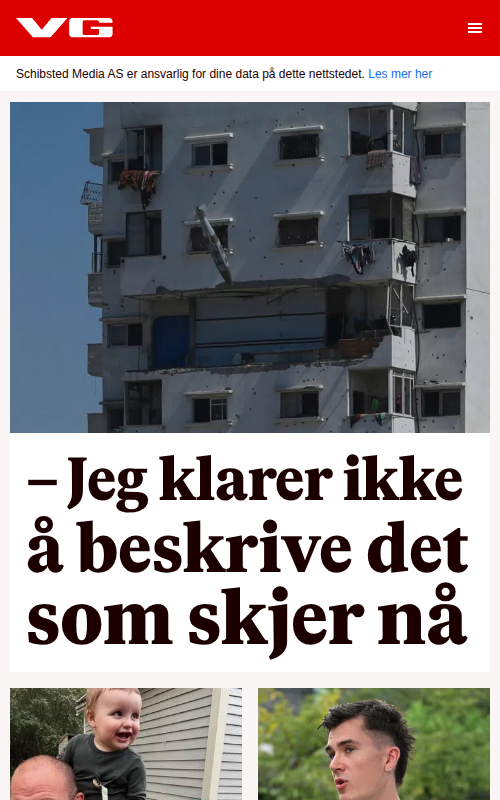 VG
Schibsted Media AS er ansvarlig for dine data på dette nettstedet. Les mer her
– Jeg klarer ikke
å beskrive det
som skjer nå